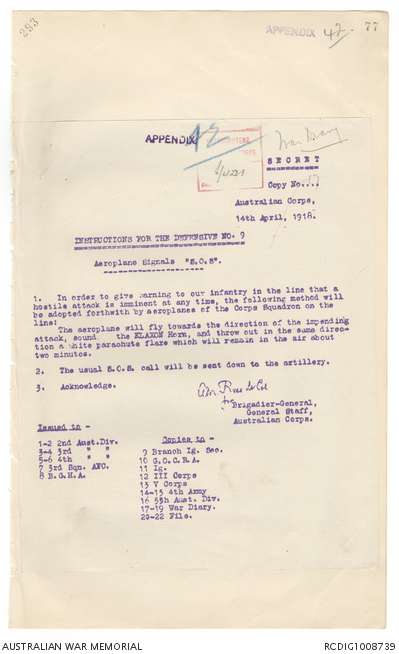 293
APPENDIX 42 77
APPENDIX 42
War Diary
SECRET
Copy No. 17
Australian Corps,
14th April, 1918.
INSTRUCTIONS FOR THE DEFENSIVE NO. 9
Aeroplane Signals "S.O.S".
1. In order to give warning to our infantry in the line that a
hostile attack is imminent at any time, the following method will
be adopted forthwith by aeroplanes of the Corps Squadron on the
line:
The aeroplane will fly towards the direction of the impending
attack, sound the KLAXON Horn, and throw out in the same direc-
tion a white parachute flare which will remain in the air about
two minutes.
2. The usual S.O.S. call will be sent down to the artillery.
3. Acknowledge.
for Brigadier-General,
General Staff,
Australian Corps.
Issued to -
1-2 2nd Aust.Div.
3-4 3rd " "
5-6 4th " "
7 3rd Sqn. AFC.
8 B.G.H.A.
Copies to -
9 Branch Ig. Sec.
10 G.O.C.R.A.
11 Ig.
12 III Corps
13 V Corps
14-15 4th Army
16 5th Aust. Div.
17-19 War Diary.
20-22 File.
AUSTRALIAN WAR MEMORIAL
RCDIG1008739